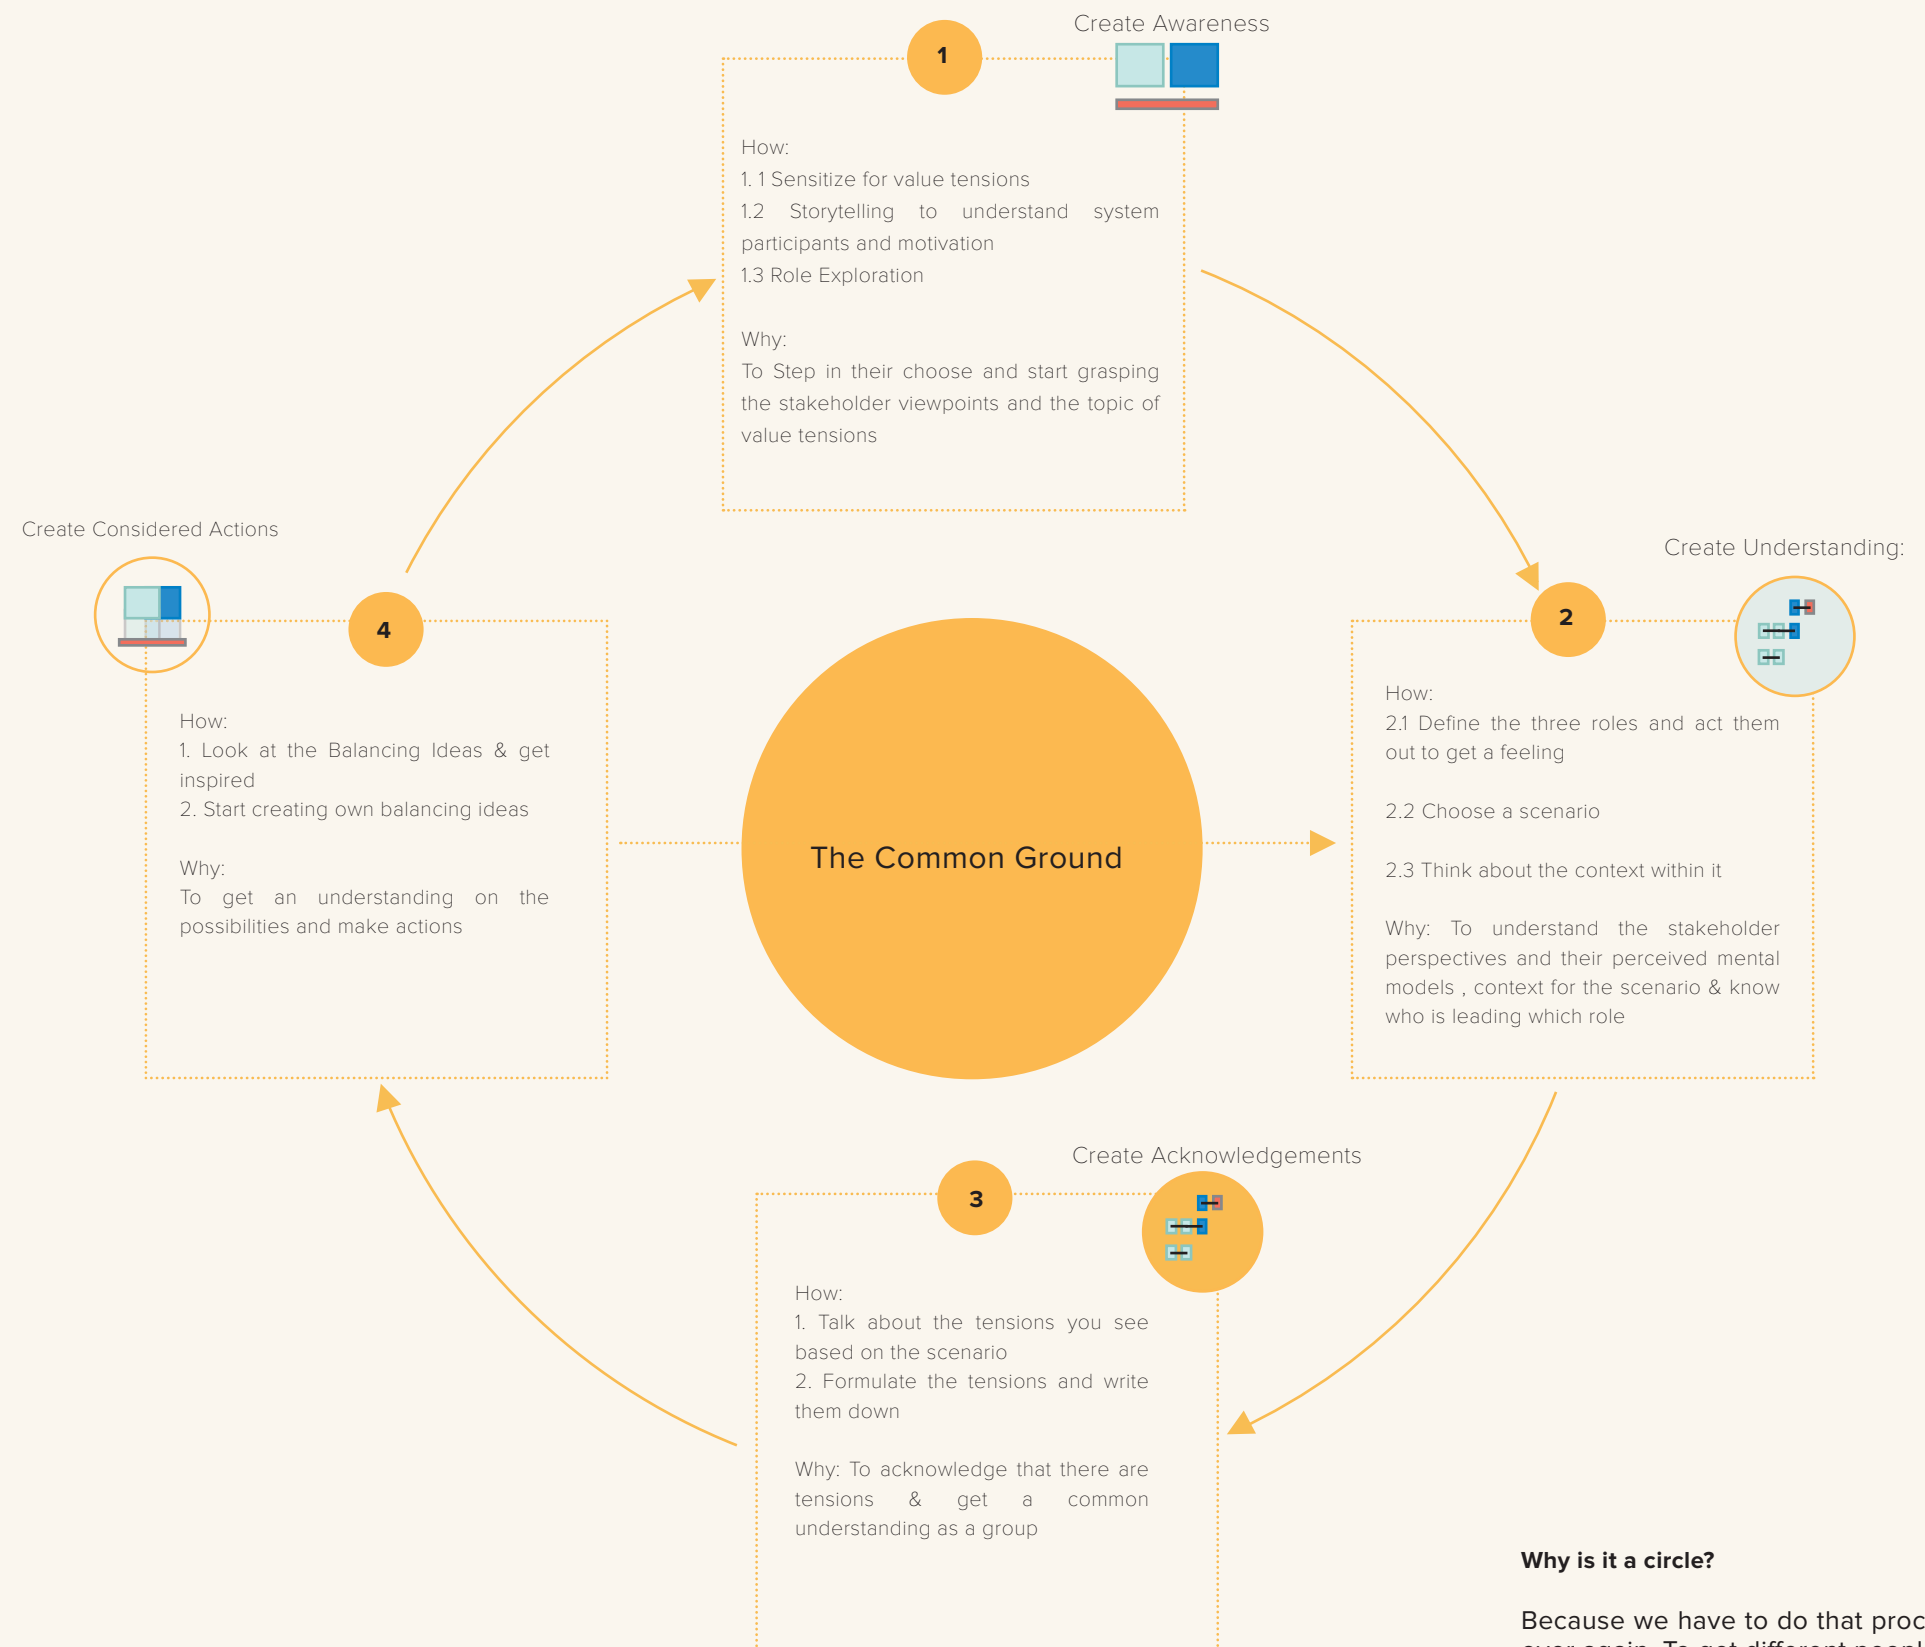 Create Awareness
1
How:
1. 1 Sensitize for value tensions
1.2 Storytelling to understand system
participants and motivation
1.3 Role Exploration
Why:
To Step in their choose and start grasping
the stakeholder viewpoints and the topic of
value tensions
Create Understanding:
2
How:
2.1 Define the three roles and act them
out to get a feeling
2.2 Choose a scenario
2.3 Think about the context within it
Why: To understand the stakeholder
perspectives and their perceived mental
models , context for the scenario & know
who is leading which role
Create Acknowledgements
3
How:
1. Talk about the tensions you see
based on the scenario
2. Formulate the tensions and write
them down
Why: To acknowledge that there are
tensions & get a common
understanding as a group
Create Considered Actions
4
How:
1. Look at the Balancing Ideas & get
inspired
2. Start creating own balancing ideas
Why:
To get an understanding on the
possibilities and make actions
The Common Ground
Why is it a circle?
Because we have to do that